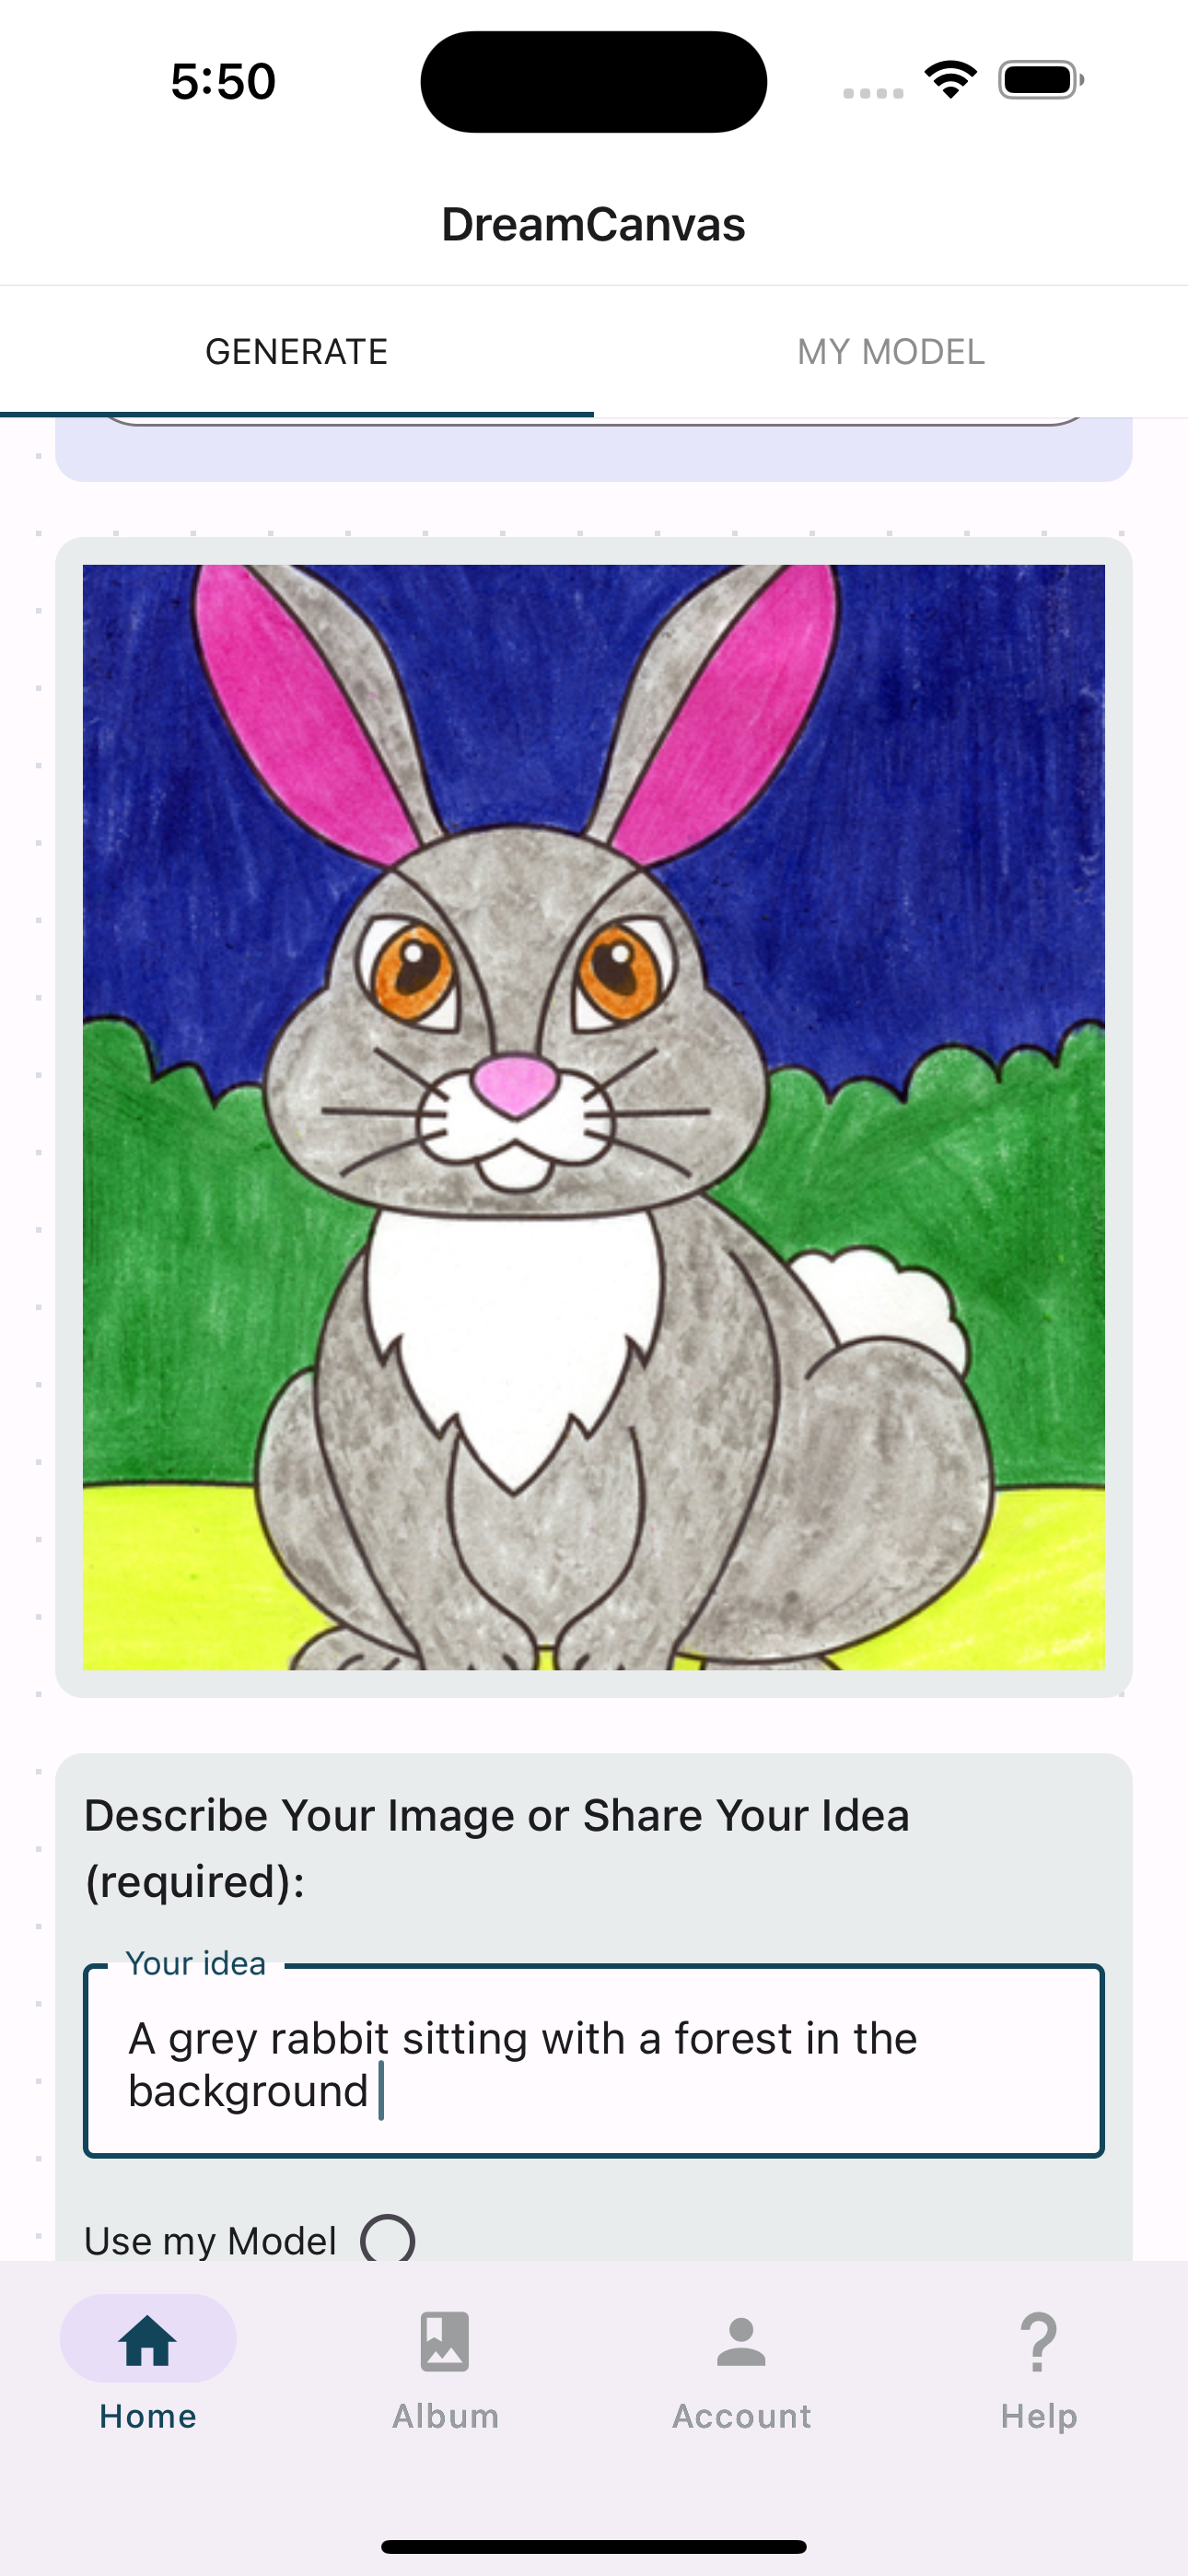 5:50
DreamCanvas
GENERATE
MY MODEL
Describe Your Image or Share Your Idea
(required):
Your idea
A grey rabbit sitting with a forest in the
background
Use my Model
Home
Album
Account
Help